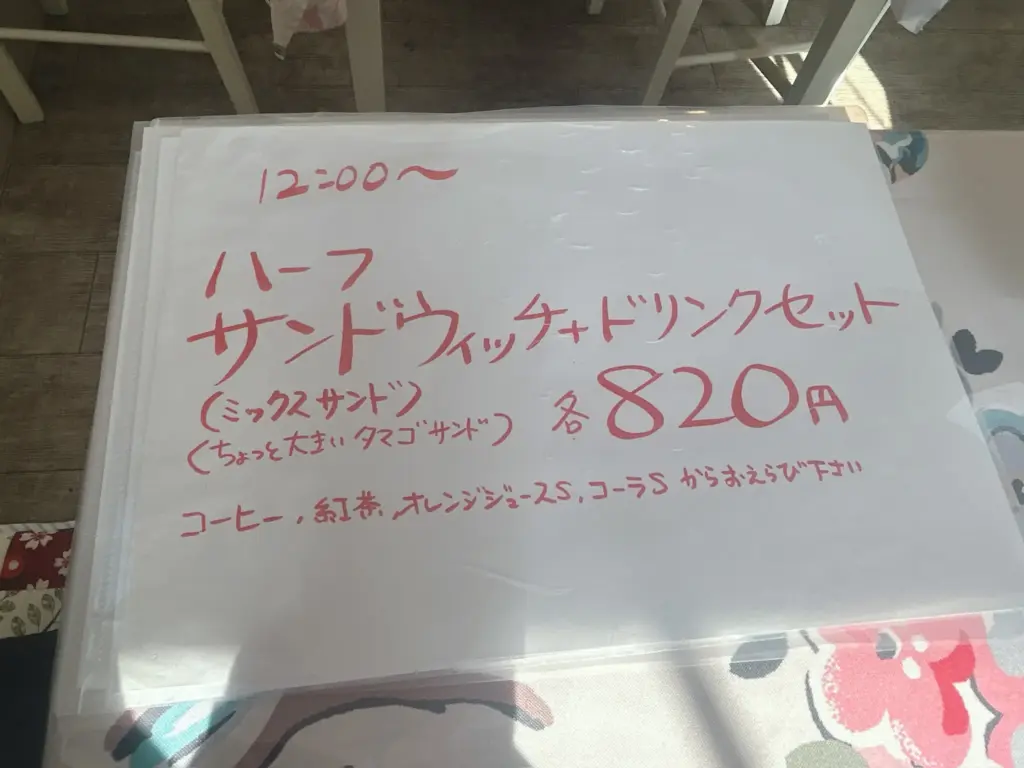 12:00〜
ハーフ
サンドウィッチ+ドリンクセット
(ミックスサンド)
(ちょっと大きい タマゴサンド) 各820円
コーヒー,紅茶,オレンジジュースS,コーラS からおえらび下さい